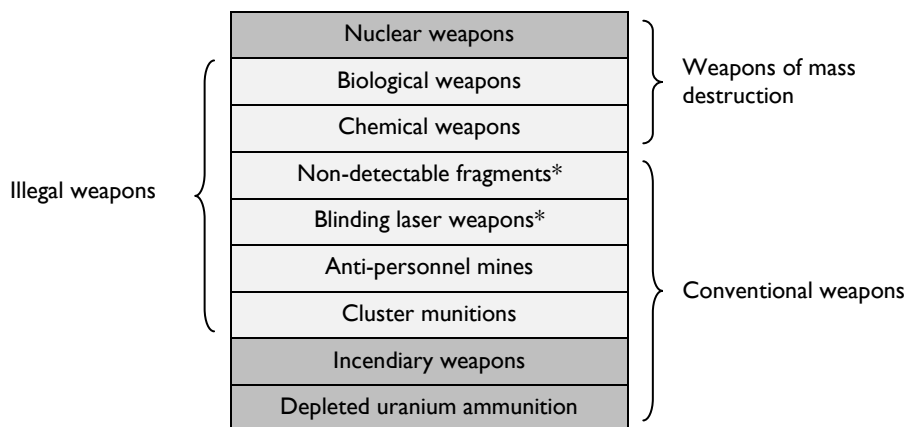 Nuclear weapons
Biological weapons
Chemical weapons
Non-detectable fragments*
Blinding laser weapons*
Anti-personnel mines
Cluster munitions
Incendiary weapons
Depleted uranium ammunition
Illegal weapons
Weapons of mass
destruction
Conventional weapons